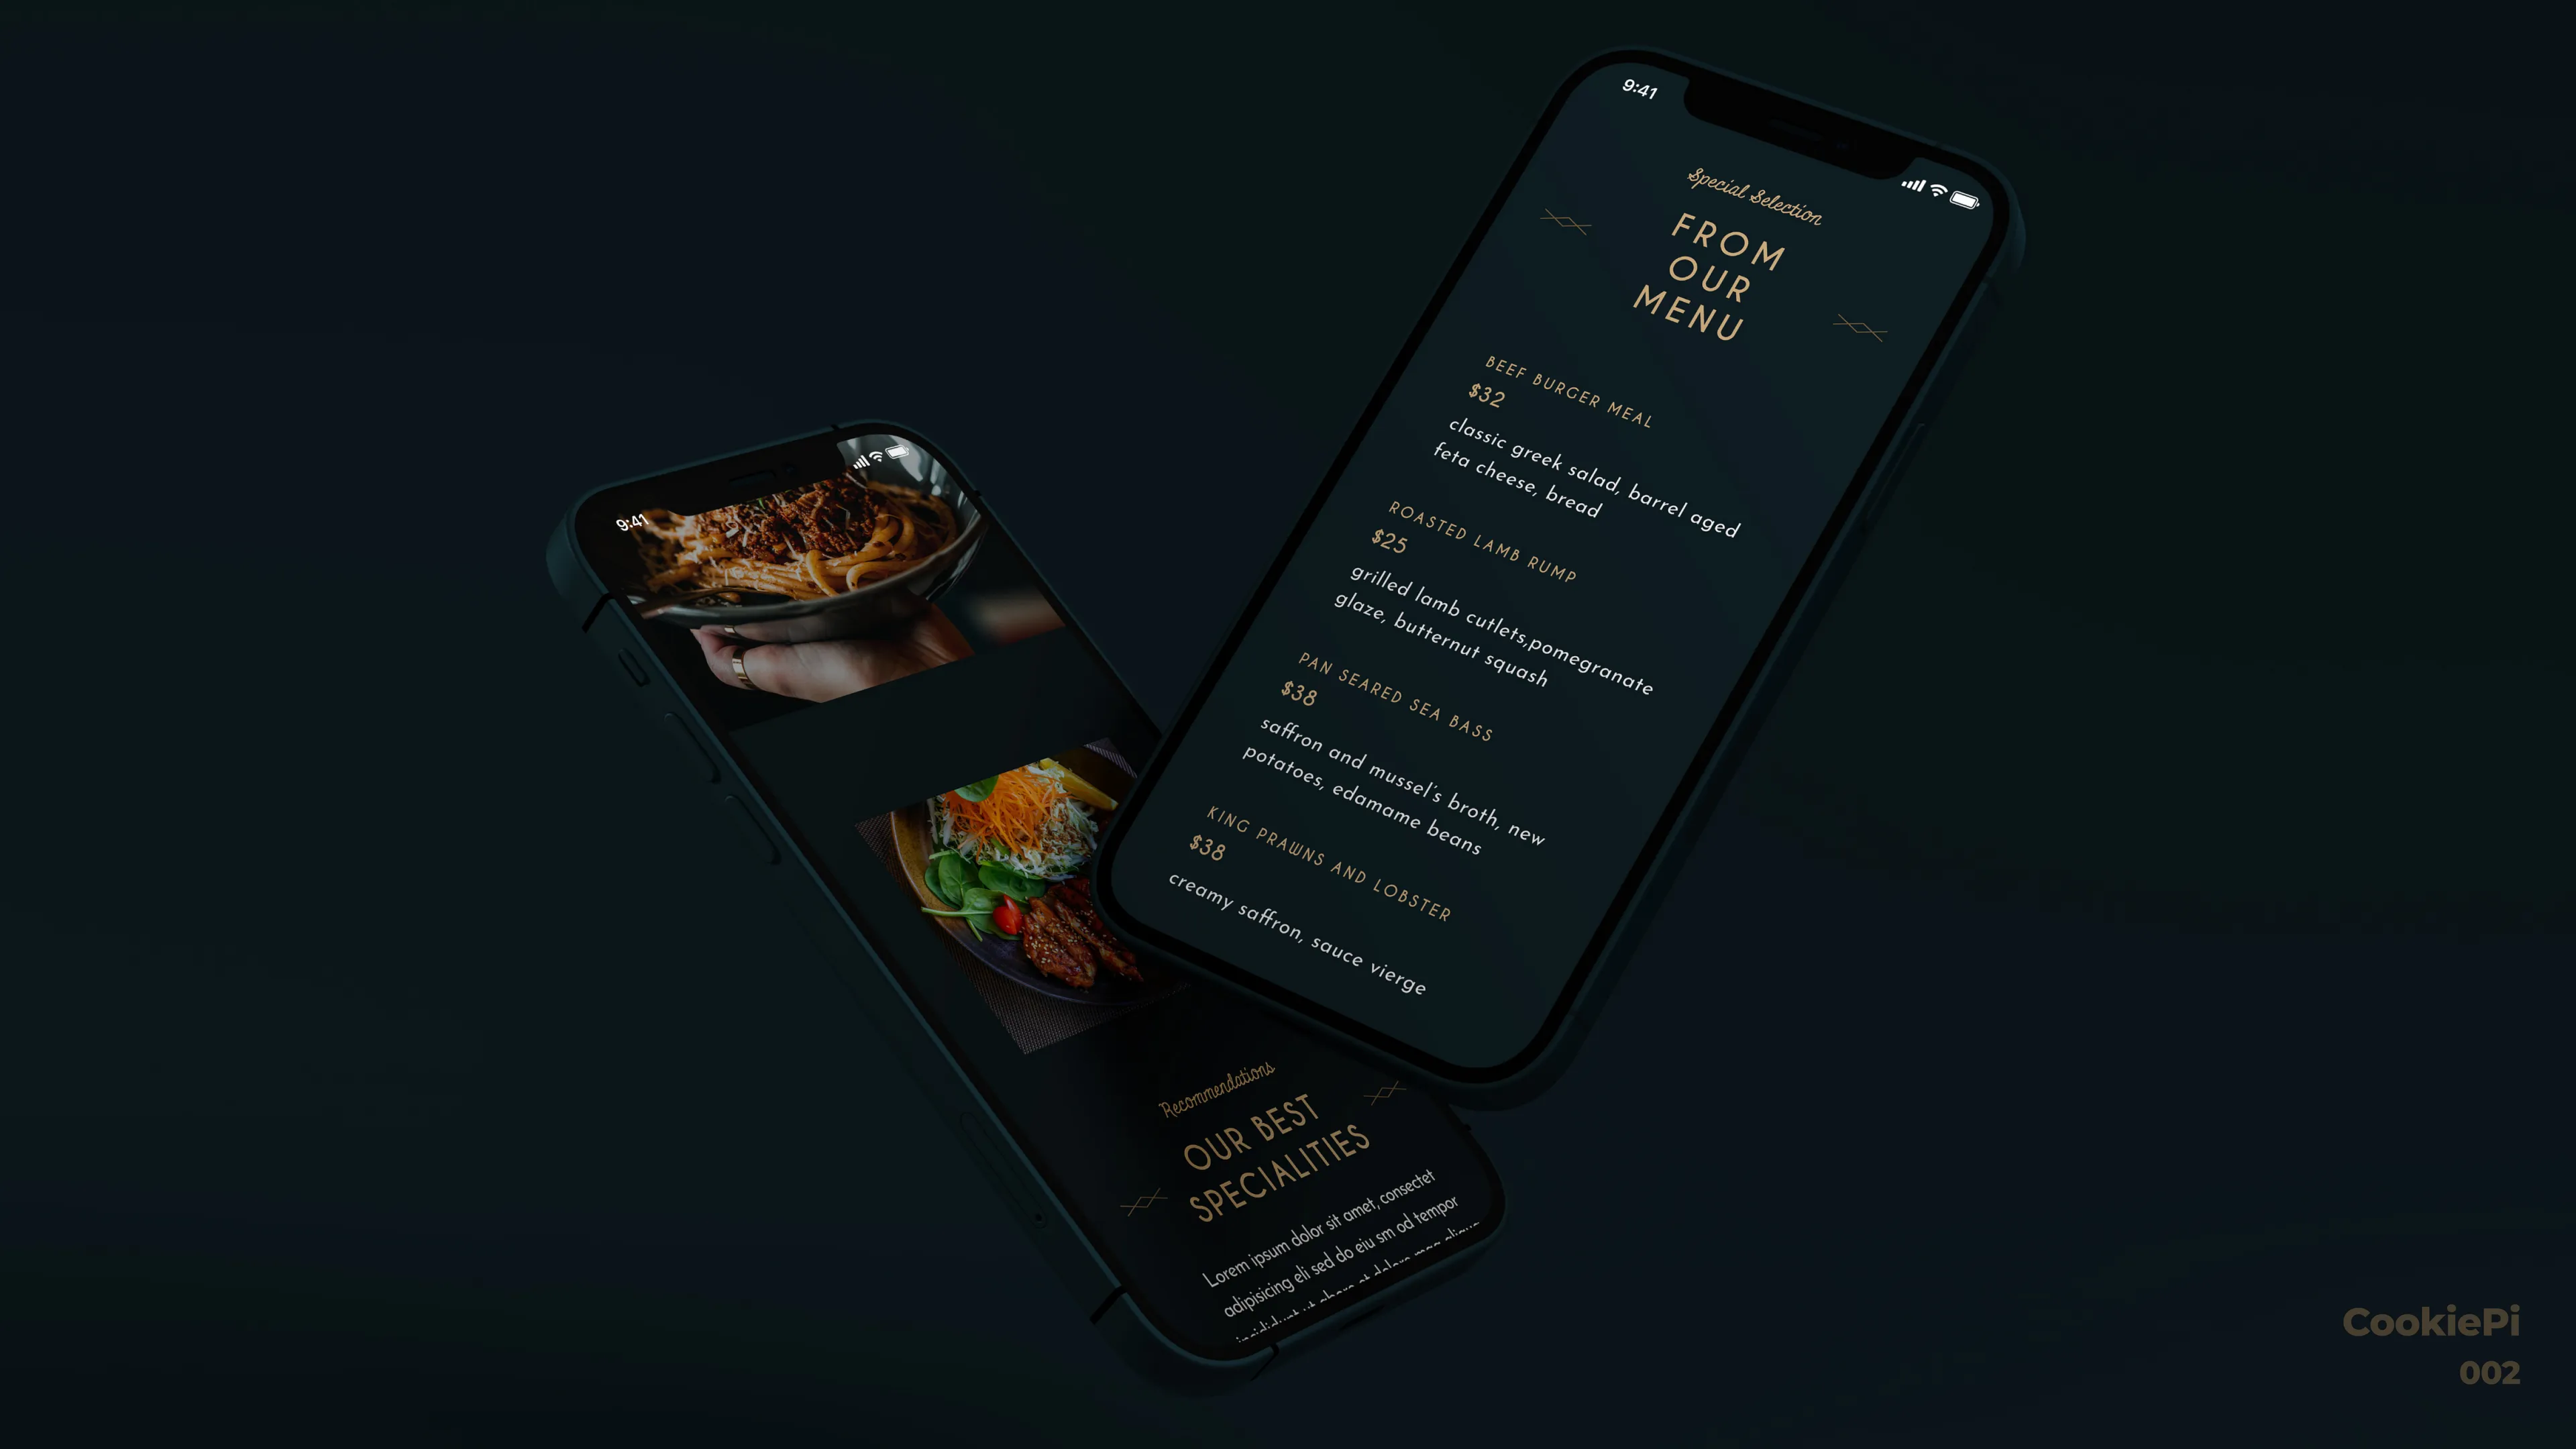 9:41
Special Selection
FROM
OUR
MENU
BEEF BURGER MEAL
$32
classic greek salad, barrel aged
feta cheese, bread
ROASTED LAMB RUMP
$25
grilled lamb cutlets,pomegranate
glaze, butternut squash
PAN SEARED SEA BASS
$38
saffron and mussel's broth, new
potatoes, edamame beans
KING PRAWNS AND LOBSTER
$38
creamy saffron, sauce vierge
9:41
Recommendations
OUR BEST
SPECIALITIES
Lorem ipsum dolor sit amet, consectet
adipisicing eli sed do eiu sm od tempor
CookiePi
002